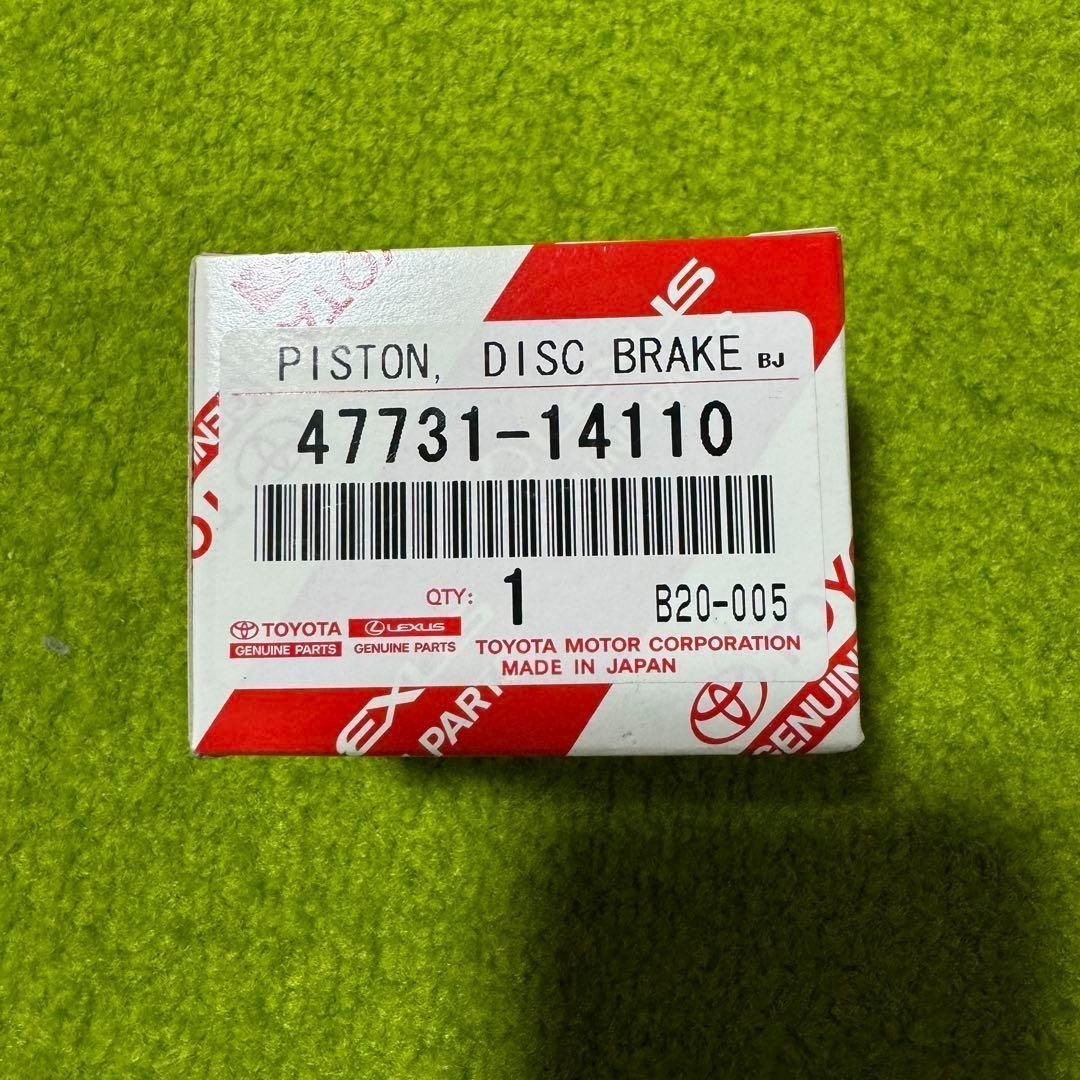 PISTON, DISC BRAKE BJ
47731-14110
QTY: 1 B20-005
TOYOTA LEXUS
GENUINE PARTS GENUINE PARTS
TOYOTA MOTOR CORPORATION
MADE IN JAPAN